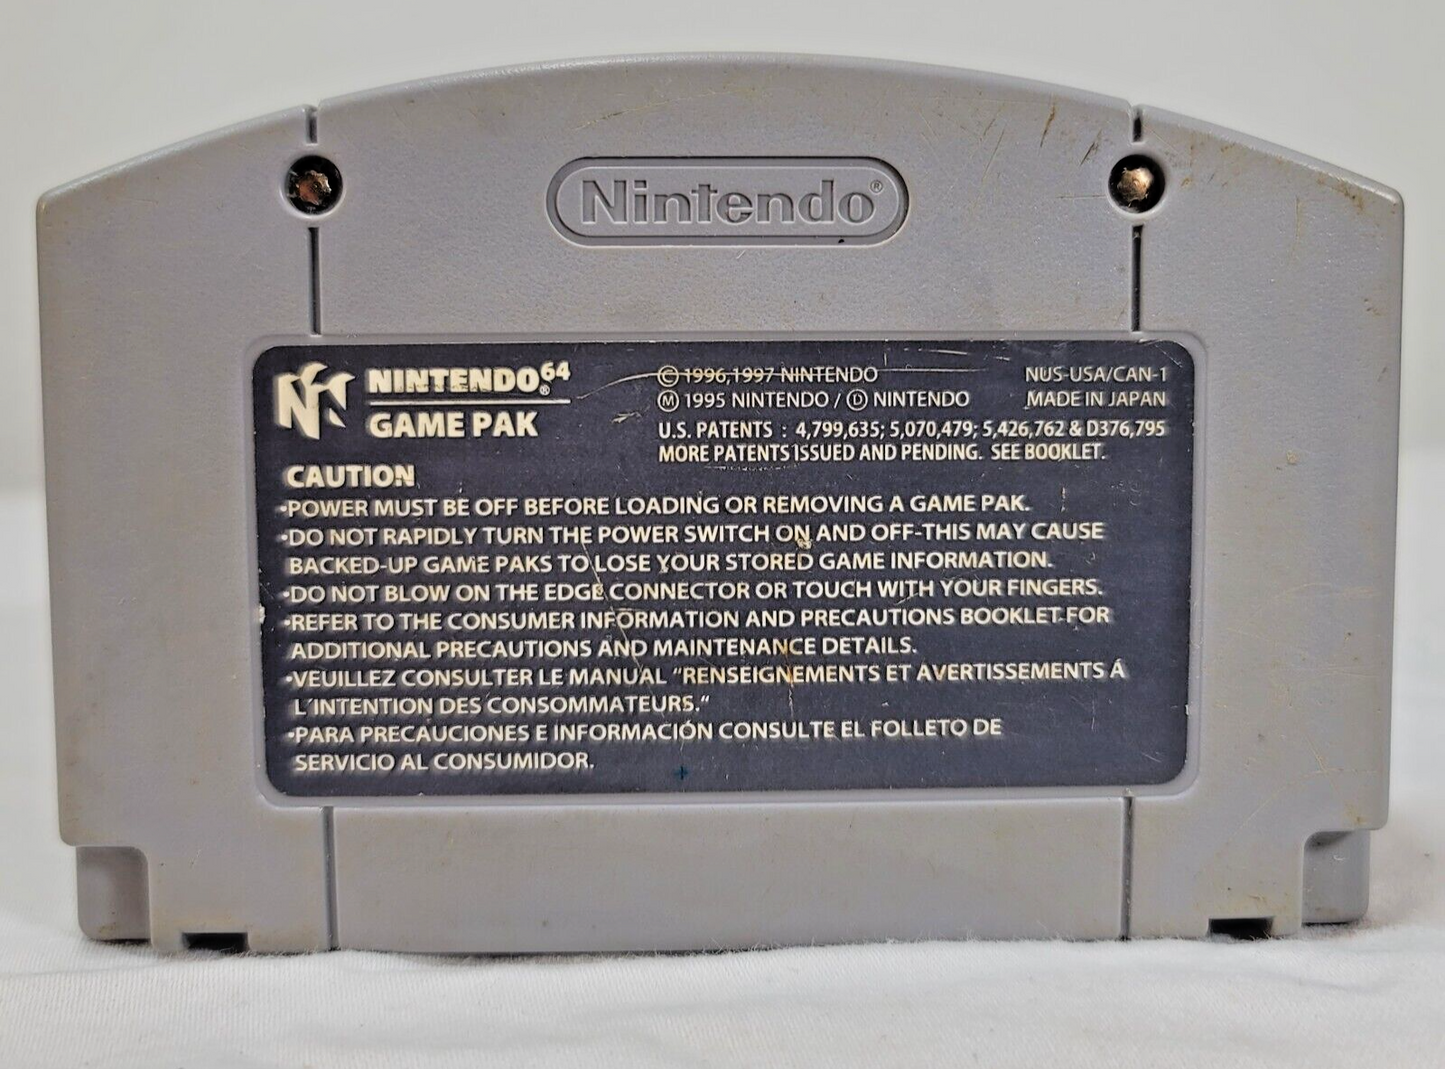 Nintendo®
NINTENDO64®
GAME PAK
© 1996,1997 NINTENDO
Ⓜ 1995 NINTENDO / Ⓓ NINTENDO
NUS-USA/CAN-1
MADE IN JAPAN
U.S. PATENTS : 4,799,635; 5,070,479; 5,426,762 & D376,795
MORE PATENTS ISSUED AND PENDING. SEE BOOKLET.
CAUTION
•POWER MUST BE OFF BEFORE LOADING OR REMOVING A GAME PAK.
•DO NOT RAPIDLY TURN THE POWER SWITCH ON AND OFF-THIS MAY CAUSE
BACKED-UP GAME PAKS TO LOSE YOUR STORED GAME INFORMATION.
•DO NOT BLOW ON THE EDGE CONNECTOR OR TOUCH WITH YOUR FINGERS.
•REFER TO THE CONSUMER INFORMATION AND PRECAUTIONS BOOKLET FOR
ADDITIONAL PRECAUTIONS AND MAINTENANCE DETAILS.
•VEUILLEZ CONSULTER LE MANUAL "RENSEIGNEMENTS ET AVERTISSEMENTS Á
L'INTENTION DES CONSOMMATEURS."
•PARA PRECAUCIONES E INFORMACIÓN CONSULTE EL FOLLETO DE
SERVICIO AL CONSUMIDOR.